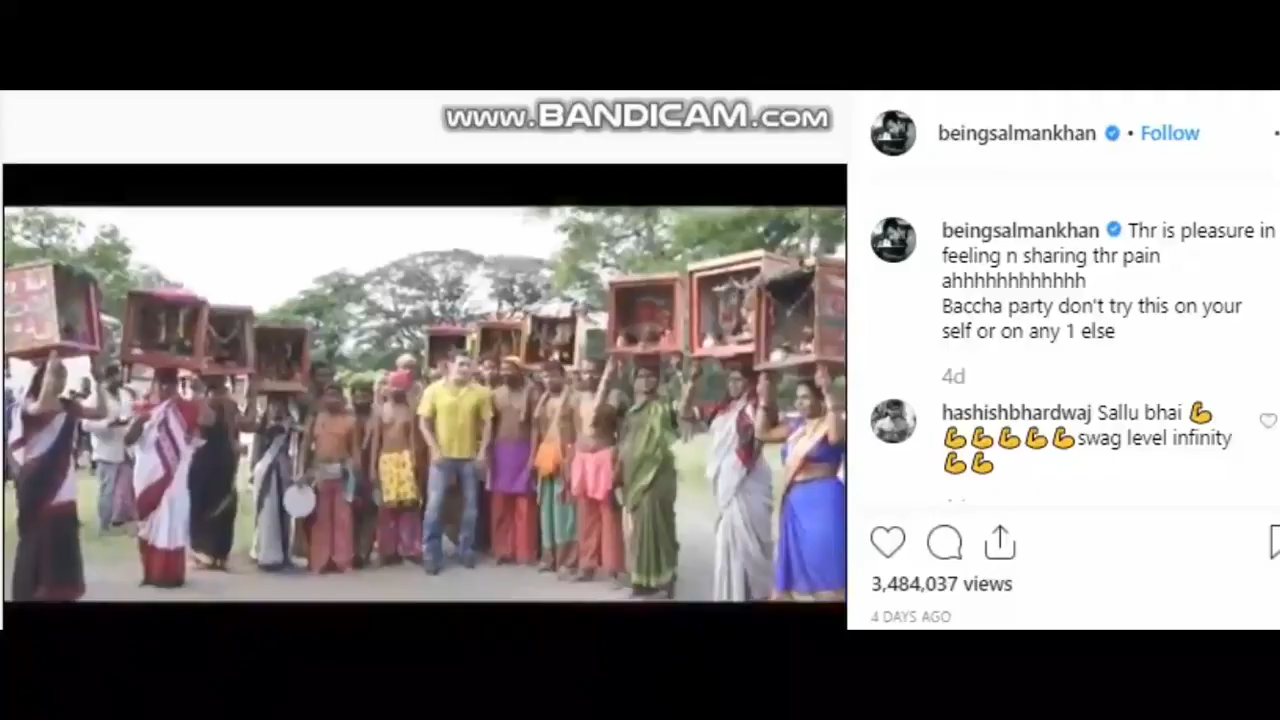 www.BANDICAM.COM
beingsalmankhan • Follow
beingsalmankhan Thr is pleasure in
feeling n sharing thr pain
ahhhhhhhhhhhh
Baccha party don't try this on your
self or on any 1 else
4d
hashishbhardwaj Sallu bhai 💪
💪💪💪💪💪swag level infinity
💪💪
3,484,037 views
4 DAYS AGO